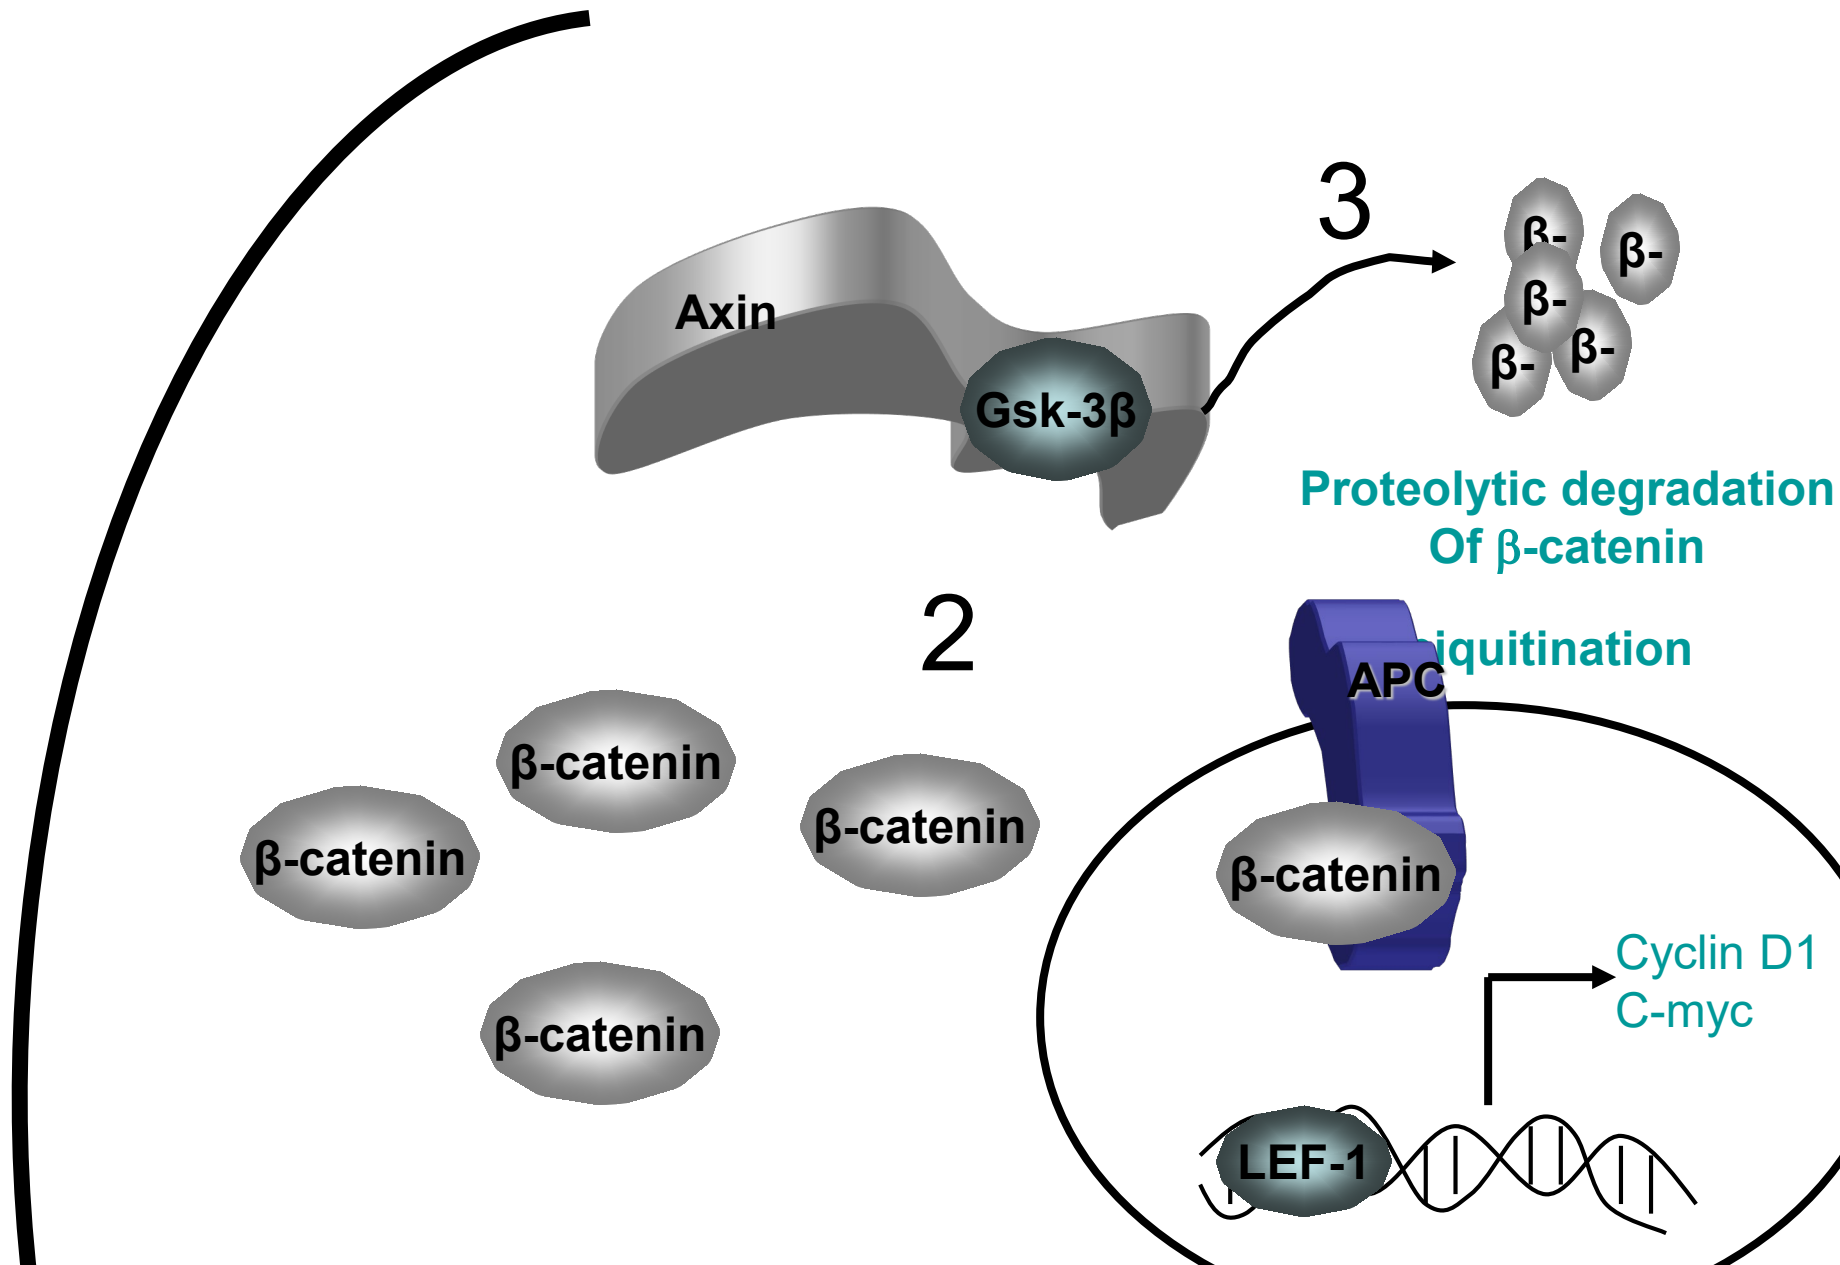 3
β-
β-
β-
β-
β-
Axin
Gsk-3β
Proteolytic degradation
Of β-catenin
2
iquitination
APC
β-catenin
β-catenin
β-catenin
β-catenin
β-catenin
Cyclin D1
C-myc
LEF-1